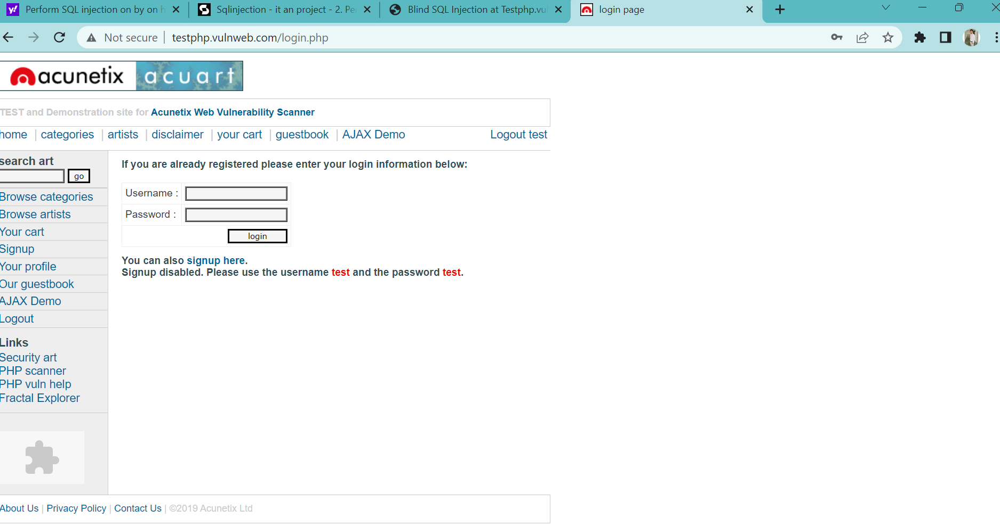 Perform SQL injection on by on h
Sqlinjection - it an project - 2. Pe
Blind SQL Injection at Testphp.vul
login page
Not secure | testphp.vulnweb.com/login.php
acunetix acuart
TEST and Demonstration site for Acunetix Web Vulnerability Scanner
home | categories | artists | disclaimer | your cart | guestbook | AJAX Demo
Logout test
search art
go
Browse categories
Browse artists
Your cart
Signup
Your profile
Our guestbook
AJAX Demo
Logout
Links
Security art
PHP scanner
PHP vuln help
Fractal Explorer
If you are already registered please enter your login information below:
Username :
Password :
login
You can also signup here.
Signup disabled. Please use the username test and the password test.
About Us | Privacy Policy | Contact Us | ©2019 Acunetix Ltd